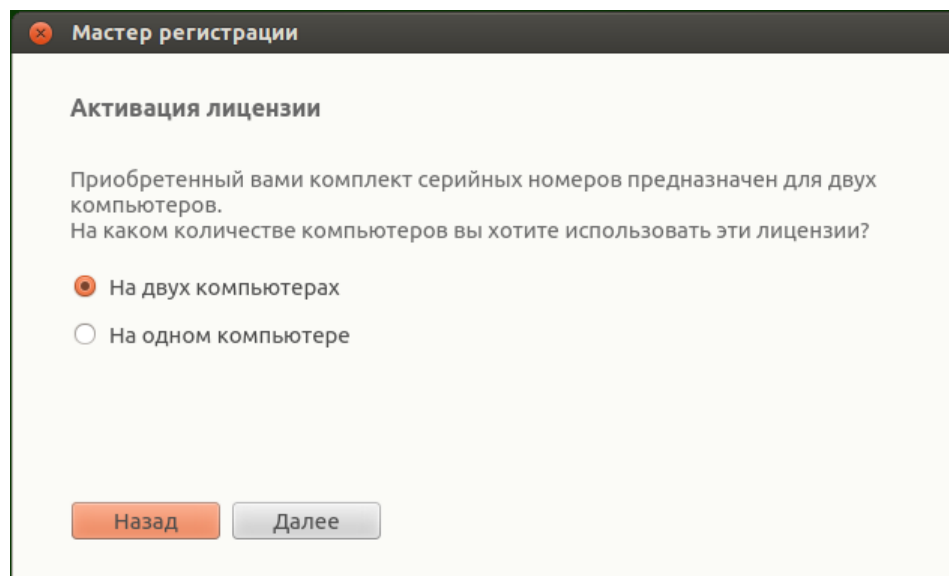 Мастер регистрации
Активация лицензии
Приобретенный вами комплект серийных номеров предназначен для двух
компьютеров.
На каком количестве компьютеров вы хотите использовать эти лицензии?
На двух компьютерах
На одном компьютере
Назад Далее